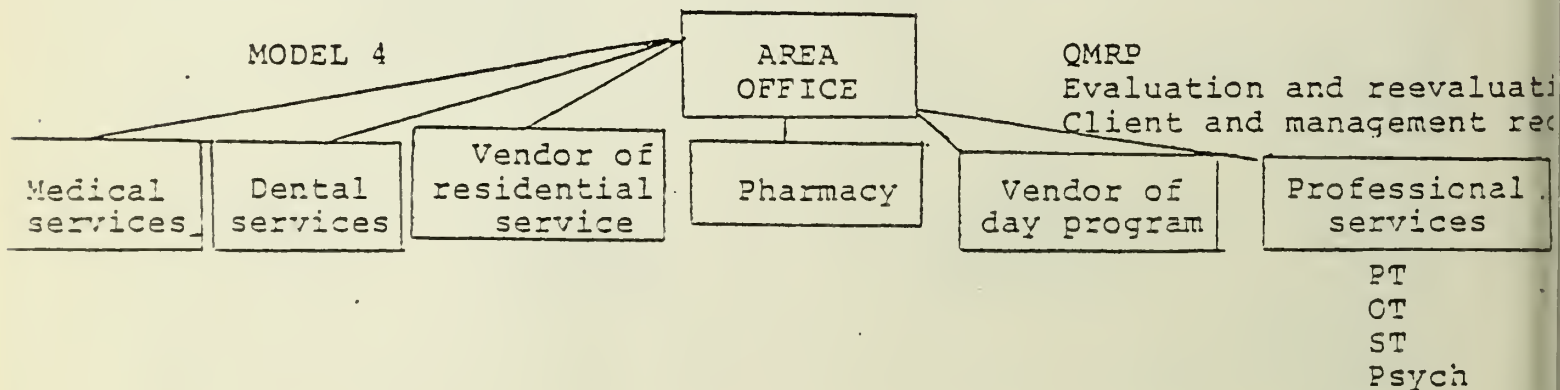 MODEL 4
AREA
OFFICE
QMRP
Evaluation and reevaluati
Client and management rec
Medical
services
Dental
services
Vendor of
residential
service
Pharmacy
Vendor of
day program
Professional
services
PT
OT
ST
Psych